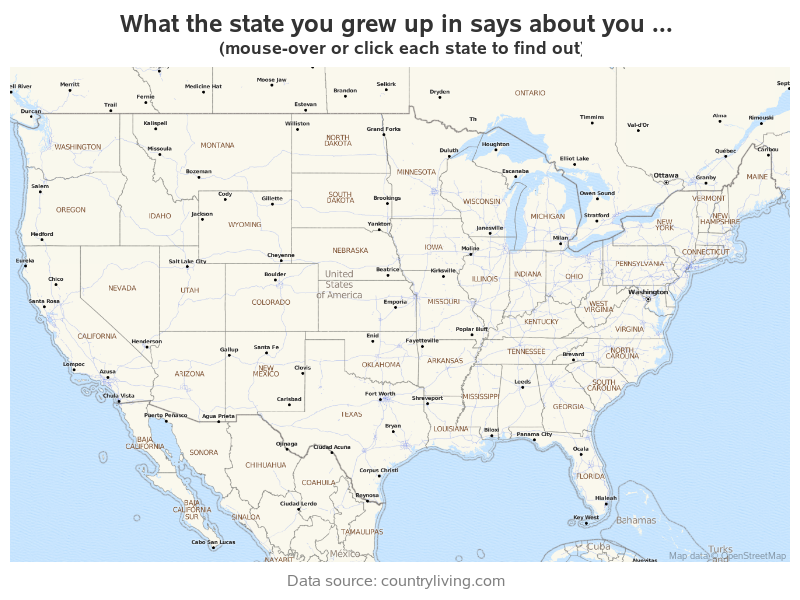 What the state you grew up in says about you ...
(mouse-over or click each state to find out)
ONTARIO
Merritt
Fernie
Trail
Medicine Hat
Moose Jaw
Estevan
Brandon
Selkirk
Dryden
Timmins
Val-d'Or
Alma
Rimouski
Duncan
Kalispell
Missoula
Williston
Grand Forks
Th
Duluth
Houghton
Elliot Lake
Québec
Caribou
WASHINGTON
MONTANA
NORTH
DAKOTA
MINNESOTA
Escanaba
Ottawa
Granby
MAINE
Salem
Bozeman
Cody
Gillette
SOUTH
DAKOTA
Brookings
WISCONSIN
Owen Sound
VERMONT
OREGON
IDAHO
Jackson
WYOMING
Yankton
Janesville
MICHIGAN
Stratford
NEW
YORK
NEW
HAMPSHIRE
Medford
Eureka
Salt Lake City
Cheyenne
NEBRASKA
IOWA
Moline
Milan
CONNECTICUT
PENNSYLVANIA
Chico
NEVADA
UTAH
Boulder
United
States
of America
Beatrice
Kirksville
ILLINOIS
INDIANA
OHIO
Santa Rosa
COLORADO
Emporia
MISSOURI
WEST
VIRGINIA
Washington
CALIFORNIA
Henderson
Gallup
Santa Fe
Enid
Fayetteville
Poplar Bluff
KENTUCKY
VIRGINIA
Lompoc
Azusa
ARIZONA
NEW
MEXICO
Clovis
OKLAHOMA
ARKANSAS
TENNESSEE
Brevard
NORTH
CAROLINA
Chula Vista
Carlsbad
Fort Worth
Shreveport
MISSISSIPPI
Leeds
SOUTH
CAROLINA
Puerto Peñasco
Agua Prieta
TEXAS
Bryan
LOUISIANA
Biloxi
Panama City
GEORGIA
BAJA
CALIFORNIA
SONORA
Ojinaga
Ciudad Acuna
Ocala
CHIHUAHUA
COAHUILA
Corpus Christi
FLORIDA
BAJA
CALIFORNIA
SUR
SINALOA
Ciudad Lerdo
Reynosa
Hialeah
Key West
Bahamas
Cabo San Lucas
TAMAULIPAS
NAYARIT
México
Cuba
Nuevitas
Turks
Map data © OpenStreetMap
Data source: countryliving.com